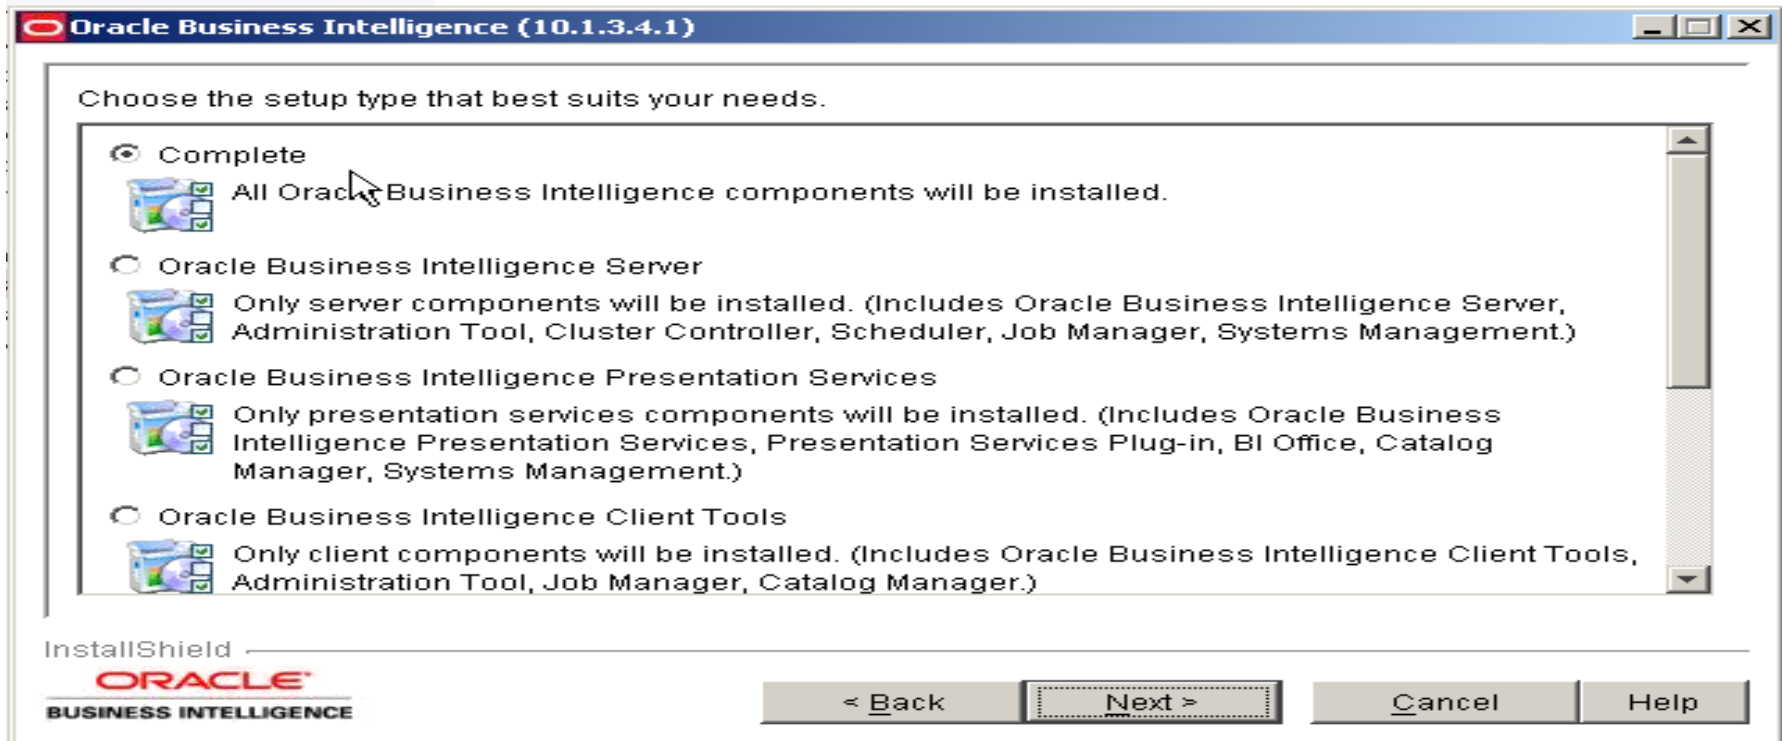 Oracle Business Intelligence (10.1.3.4.1)
Choose the setup type that best suits your needs.
Complete
All Oracle Business Intelligence components will be installed.
Oracle Business Intelligence Server
Only server components will be installed. (Includes Oracle Business Intelligence Server,
Administration Tool, Cluster Controller, Scheduler, Job Manager, Systems Management.)
Oracle Business Intelligence Presentation Services
Only presentation services components will be installed. (Includes Oracle Business
Intelligence Presentation Services, Presentation Services Plug-in, BI Office, Catalog
Manager, Systems Management.)
Oracle Business Intelligence Client Tools
Only client components will be installed. (Includes Oracle Business Intelligence Client Tools,
Administration Tool, Job Manager, Catalog Manager.)
InstallShield
ORACLE
BUSINESS INTELLIGENCE
< Back Next > Cancel Help